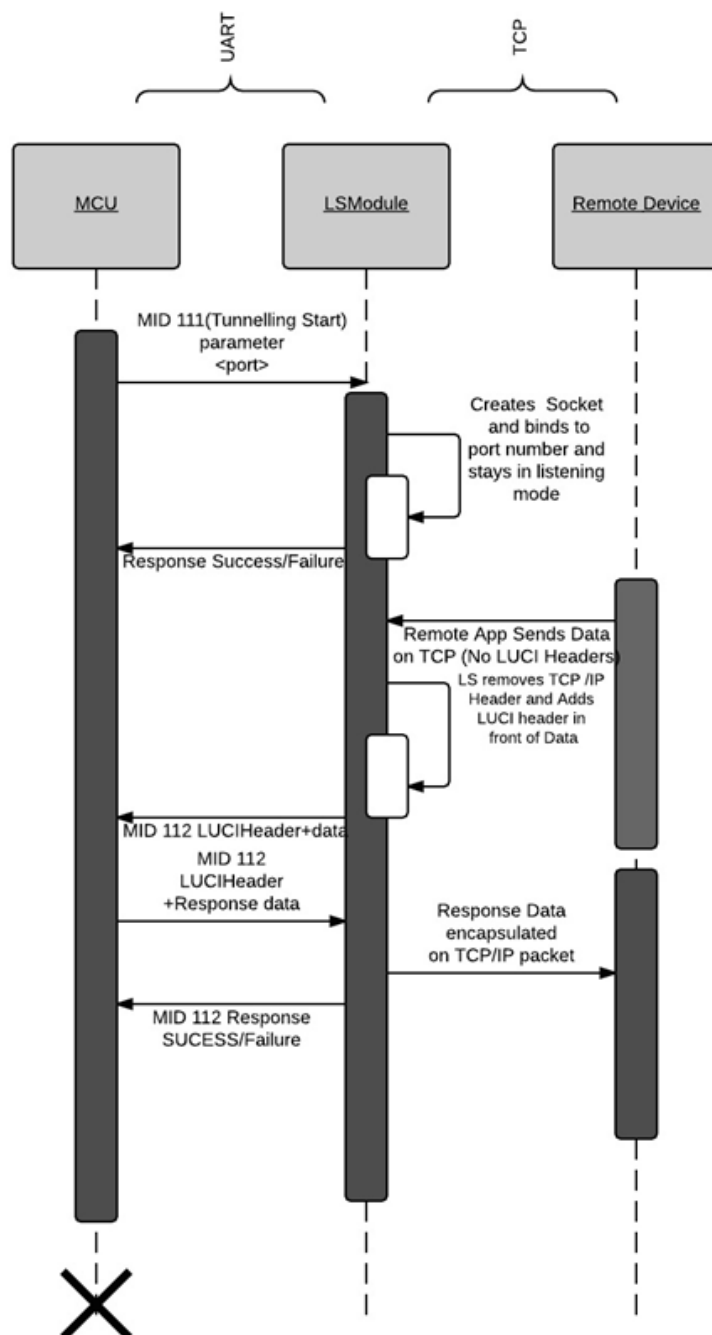 UART
TCP
MCU
LSModule
Remote Device
MID 111(Tunnelling Start)
parameter
<port>
Creates Socket
and binds to
port number and
stays in listening
mode
Response Success/Failure
Remote App Sends Data
on TCP (No LUCI Headers)
LS removes TCP /IP
Header and Adds
LUCI header in
front of Data
MID 112 LUCIHeader+data
MID 112
LUCIHeader
+Response data
Response Data
encapsulated
on TCP/IP packet
MID 112 Response
SUCESS/Failure